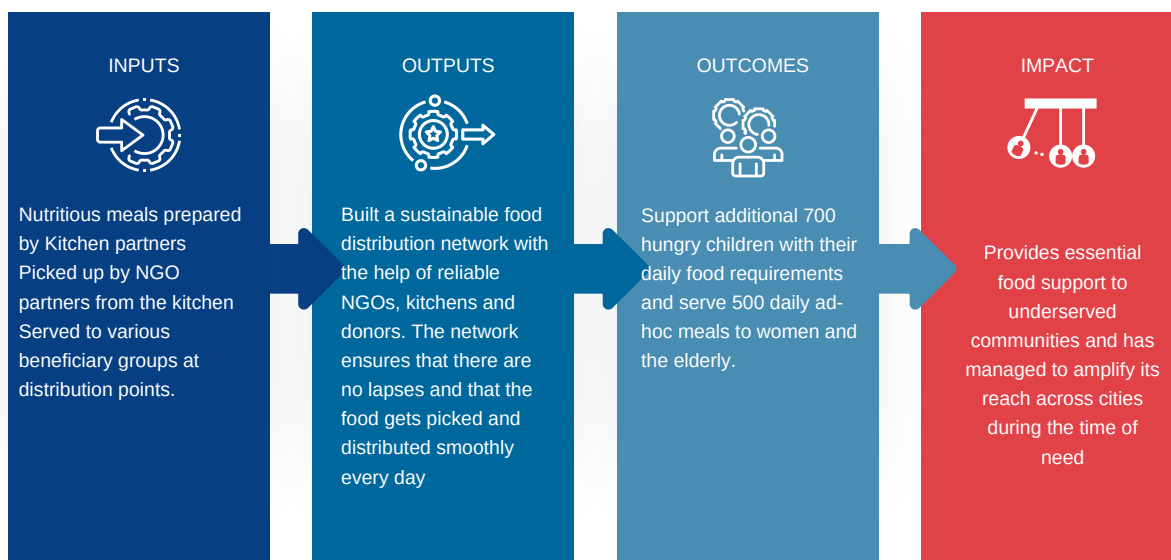 INPUTS
Nutritious meals prepared
by Kitchen partners
Picked up by NGO
partners from the kitchen
Served to various
beneficiary groups at
distribution points.
OUTPUTS
Built a sustainable food
distribution network with
the help of reliable
NGOs, kitchens and
donors. The network
ensures that there are
no lapses and that the
food gets picked and
distributed smoothly
every day
OUTCOMES
Support additional 700
hungry children with their
daily food requirements
and serve 500 daily ad-
hoc meals to women and
the elderly.
IMPACT
Provides essential
food support to
underserved
communities and has
managed to amplify its
reach across cities
during the time of
need